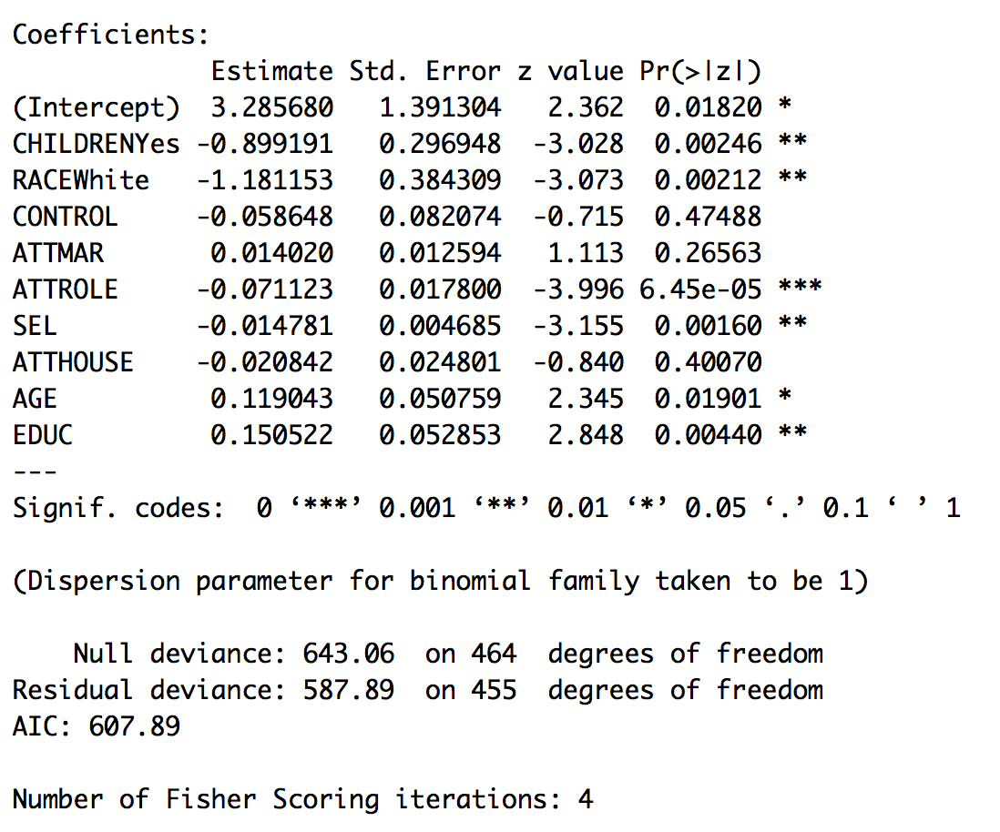 Coefficients:
Estimate Std. Error z value Pr(>|z|)
(Intercept) 3.285680 1.391304 2.362 0.01820 *
CHILDRENYes -0.899191 0.296948 -3.028 0.00246 **
RACEWhite -1.181153 0.384309 -3.073 0.00212 **
CONTROL -0.058648 0.082074 -0.715 0.47488
ATTMAR 0.014020 0.012594 1.113 0.26563
ATTROLE -0.071123 0.017800 -3.996 6.45e-05 ***
SEL -0.014781 0.004685 -3.155 0.00160 **
ATTHOUSE -0.020842 0.024801 -0.840 0.40070
AGE 0.119043 0.050759 2.345 0.01901 *
EDUC 0.150522 0.052853 2.848 0.00440 **
---
Signif. codes: 0 ‘***’ 0.001 ‘**’ 0.01 ‘*’ 0.05 ‘.’ 0.1 ‘ ’ 1
(Dispersion parameter for binomial family taken to be 1)
Null deviance: 643.06 on 464 degrees of freedom
Residual deviance: 587.89 on 455 degrees of freedom
AIC: 607.89
Number of Fisher Scoring iterations: 4